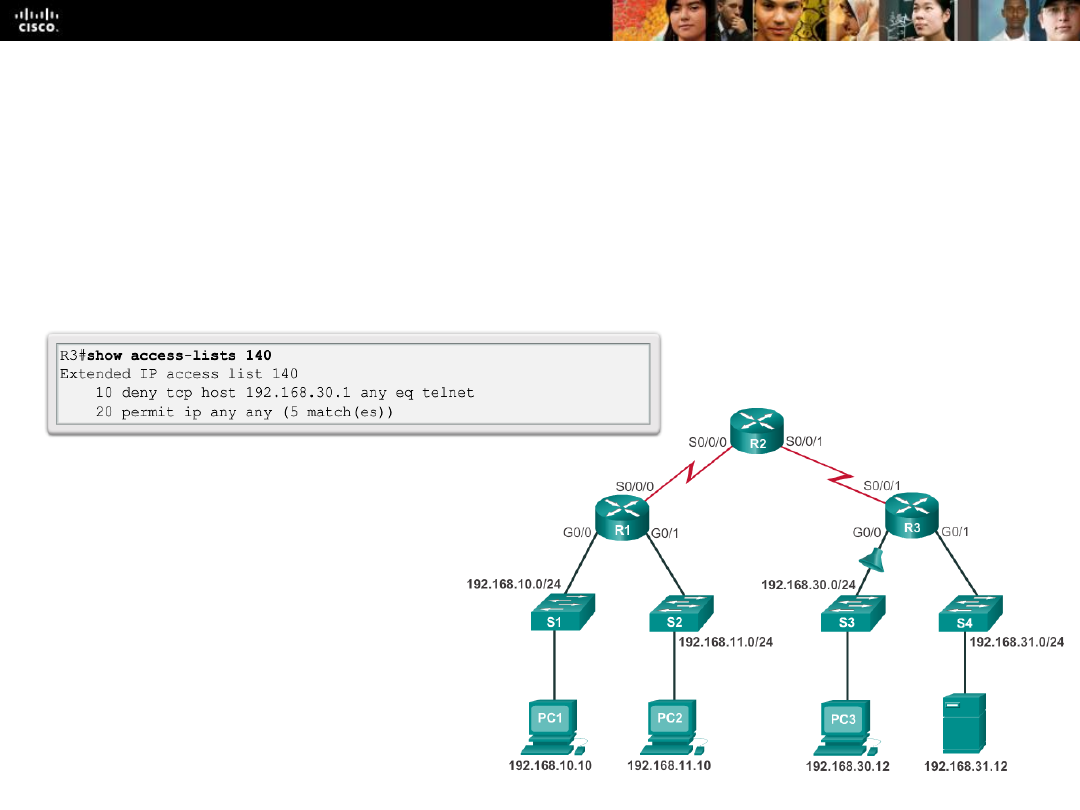 CISCO.
R3#show access-lists 140
Extended IP access list 140
10 deny tcp host 192.168.30.1 any eq telnet
20 permit ip any any (5 match(es))
R2
S0/0/0
S0/0/1
S0/0/0
S0/0/1
R1
R3
G0/0
G0/1
G0/0
G0/1
192.168.10.0/24
192.168.30.0/24
S1
S2
S3
S4
192.168.11.0/24
192.168.31.0/24
PC1
PC2
PC3
192.168.10.10
192.168.11.10
192.168.30.12
192.168.31.12